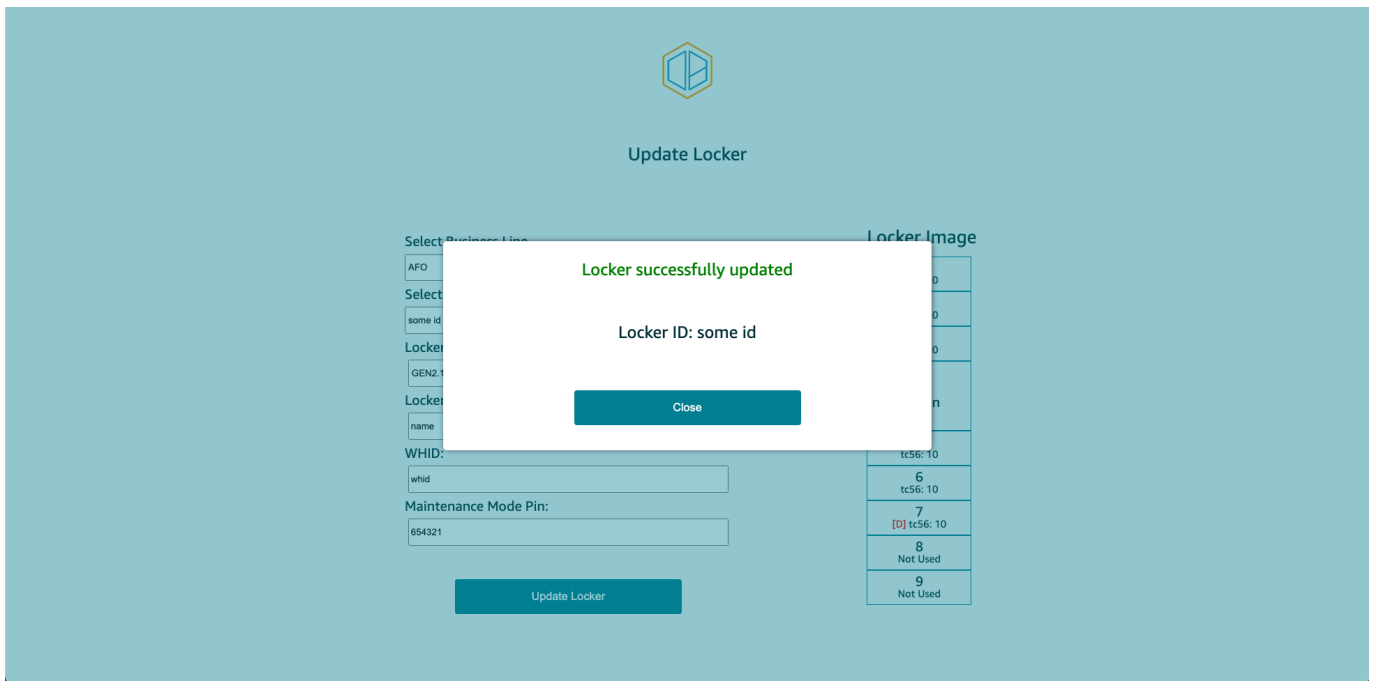 Update Locker
Select Business Line
Locker Image
AFO
0
Select
some id
0
Locker
0
GEN2.1
Locker
n
name
Locker successfully updated
Locker ID: some id
Close
WHID:
tc56: 10
whid
6
tc56: 10
Maintenance Mode Pin:
7
[D] tc56: 10
654321
8
Not Used
9
Not Used
Update Locker